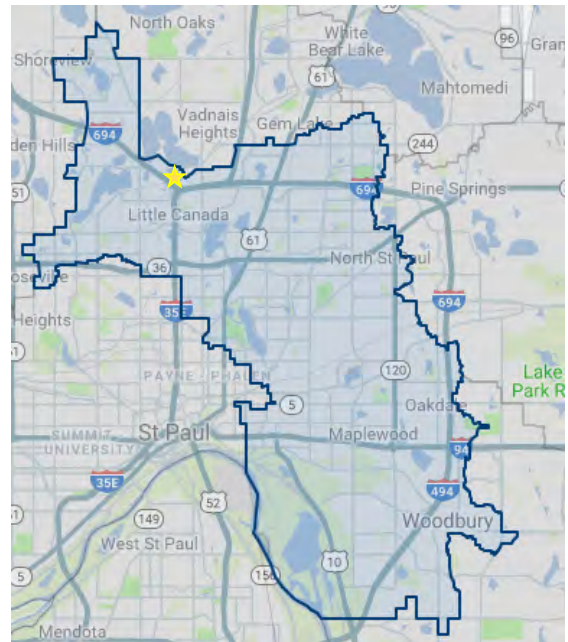 North Oaks
White
Bear Lake
96
Gran
61
Shoreview
Mahtomedi
Vadnais
Heights
Gem Lake
694
244
den Hills
51
694
Pine Springs
Little Canada
61
North St Paul
36
oseville
694
35E
Heights
Lake
Park R
51
PAYNE - PHALEN
120
5
Oakdale
St Paul
Maplewood
SUMMIT
UNIVERSITY
94
35E
494
52
149
Woodbury
51
West St Paul
10
156
5
Mendota